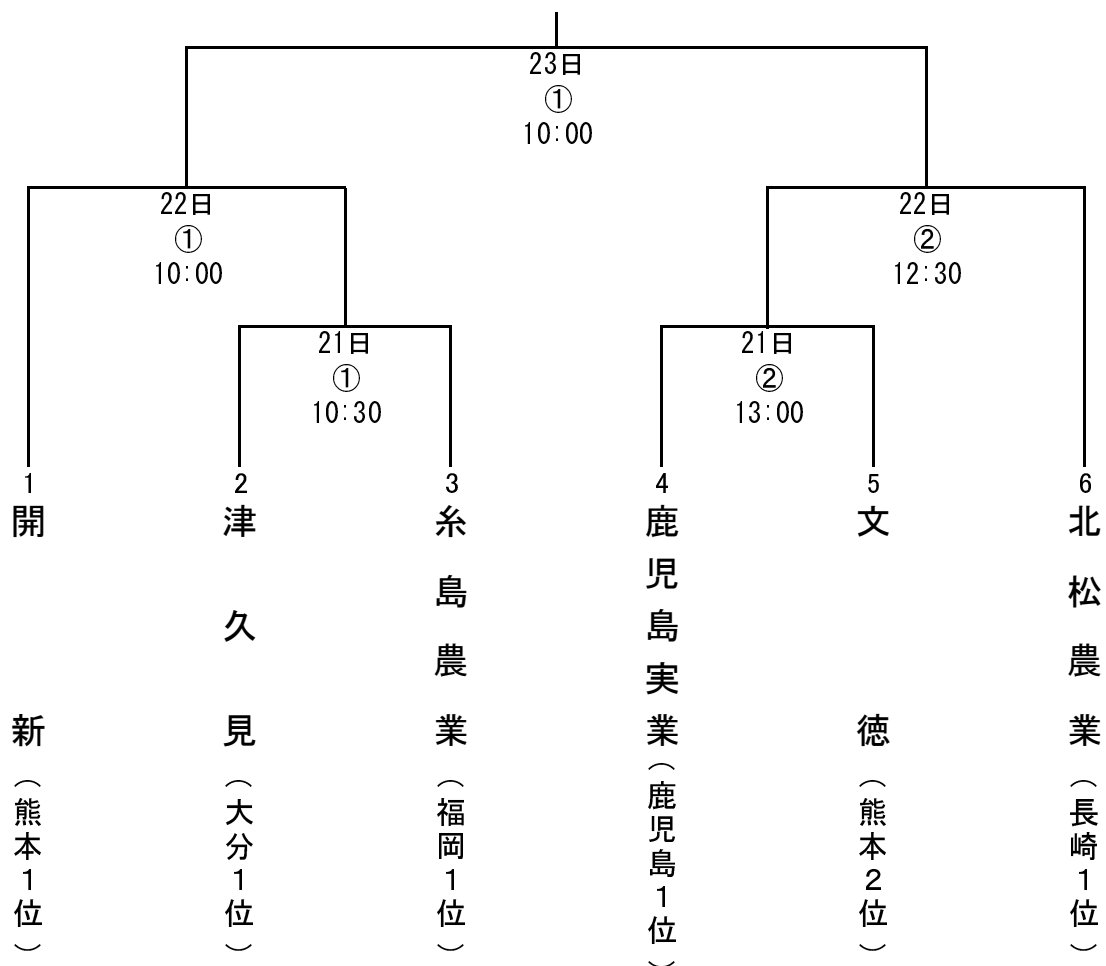 23日
①
10:00
22日
①
10:00
22日
②
12:30
21日
①
10:30
21日
②
13:00
1
開新(熊本1位)
2
津久見(大分1位)
3
糸島農業(福岡1位)
4
鹿児島実業(鹿児島1位)
5
文徳(熊本2位)
6
北松農業(長崎1位)